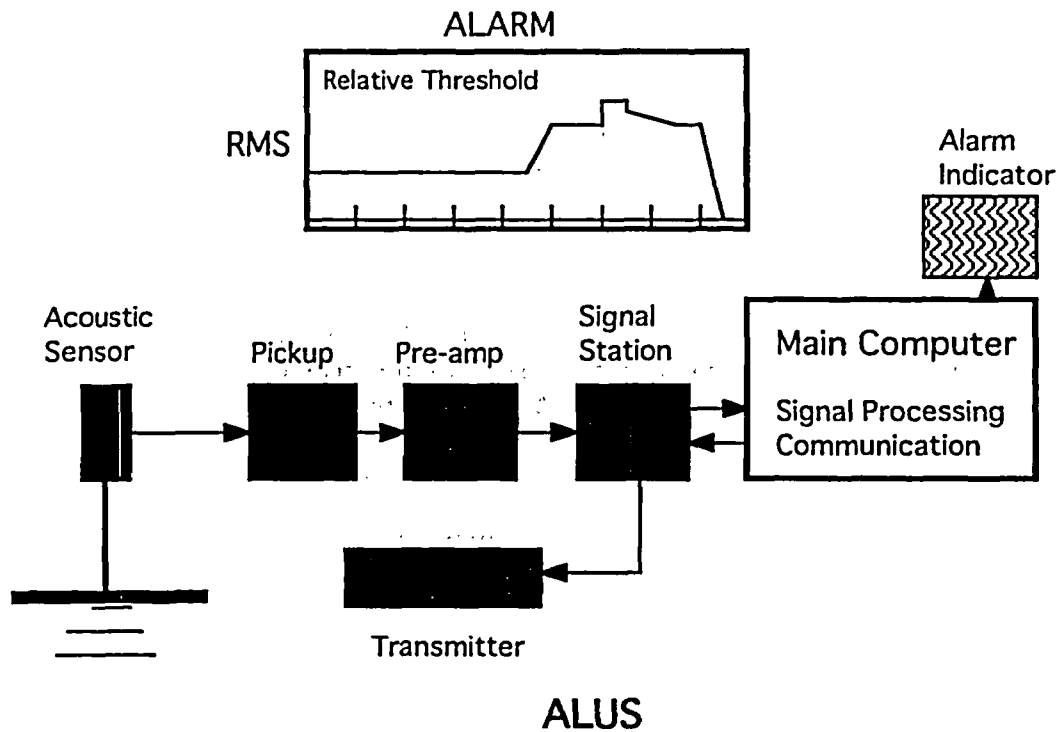 ALARM
Relative Threshold
RMS
Alarm
Indicator
Acoustic
Sensor
Pickup
Pre-amp
Signal
Station
Main Computer
Signal Processing
Communication
Transmitter
ALUS